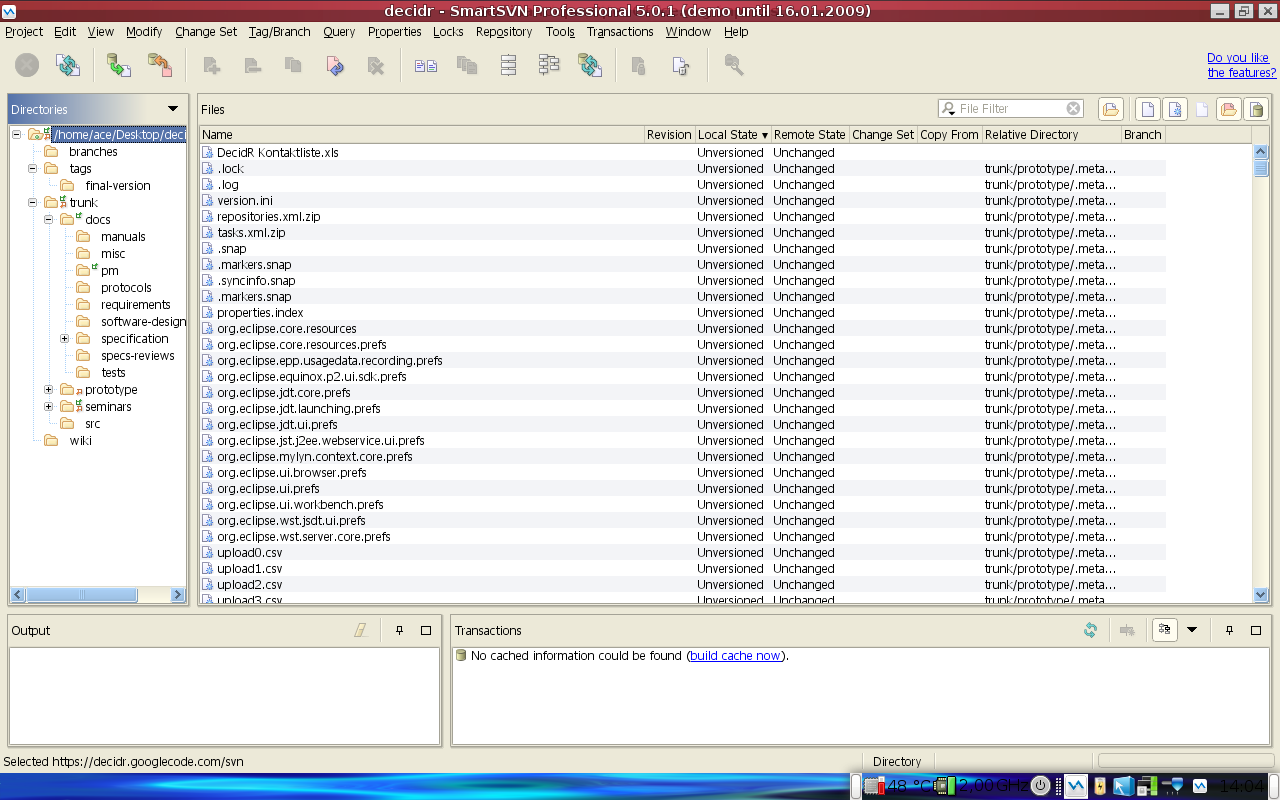 decidr - SmartSVN Professional 5.0.1 (demo until 16.01.2009)
Project Edit View Modify Change Set Tag/Branch Query Properties Locks Repository Tools Transactions Window Help
Do you like
the features?
Directories
/home/ace/Desktop/deci
branches
tags
final-version
trunk
docs
manuals
misc
pm
protocols
requirements
software-design
specification
specs-reviews
tests
prototype
seminars
src
wiki
Files
File Filter
Name Revision Local State Remote State Change Set Copy From Relative Directory Branch
DecidR Kontaktliste.xls Unversioned Unchanged
.lock Unversioned Unchanged trunk/prototype/.meta...
.log Unversioned Unchanged trunk/prototype/.meta...
version.ini Unversioned Unchanged trunk/prototype/.meta...
repositories.xml.zip Unversioned Unchanged trunk/prototype/.meta...
tasks.xml.zip Unversioned Unchanged trunk/prototype/.meta...
.snap Unversioned Unchanged trunk/prototype/.meta...
.markers.snap Unversioned Unchanged trunk/prototype/.meta...
.syncinfo.snap Unversioned Unchanged trunk/prototype/.meta...
.markers.snap Unversioned Unchanged trunk/prototype/.meta...
properties.index Unversioned Unchanged trunk/prototype/.meta...
org.eclipse.core.resources Unversioned Unchanged trunk/prototype/.meta...
org.eclipse.core.resources.prefs Unversioned Unchanged trunk/prototype/.meta...
org.eclipse.epp.usagedata.recording.prefs Unversioned Unchanged trunk/prototype/.meta...
org.eclipse.equinox.p2.ui.sdk.prefs Unversioned Unchanged trunk/prototype/.meta...
org.eclipse.jdt.core.prefs Unversioned Unchanged trunk/prototype/.meta...
org.eclipse.jdt.launching.prefs Unversioned Unchanged trunk/prototype/.meta...
org.eclipse.jdt.ui.prefs Unversioned Unchanged trunk/prototype/.meta...
org.eclipse.jst.j2ee.webservice.ui.prefs Unversioned Unchanged trunk/prototype/.meta...
org.eclipse.mylyn.context.core.prefs Unversioned Unchanged trunk/prototype/.meta...
org.eclipse.ui.browser.prefs Unversioned Unchanged trunk/prototype/.meta...
org.eclipse.ui.prefs Unversioned Unchanged trunk/prototype/.meta...
org.eclipse.ui.workbench.prefs Unversioned Unchanged trunk/prototype/.meta...
org.eclipse.wst.jsdt.ui.prefs Unversioned Unchanged trunk/prototype/.meta...
org.eclipse.wst.server.core.prefs Unversioned Unchanged trunk/prototype/.meta...
upload0.csv Unversioned Unchanged trunk/prototype/.meta...
upload1.csv Unversioned Unchanged trunk/prototype/.meta...
upload2.csv Unversioned Unchanged trunk/prototype/.meta...
upload3.csv Unversioned Unchanged trunk/prototype/.meta...
Output
Transactions
No cached information could be found (build cache now).
Selected https://decidr.googlecode.com/svn
Directory
48 °C 2,00 GHz 14:04